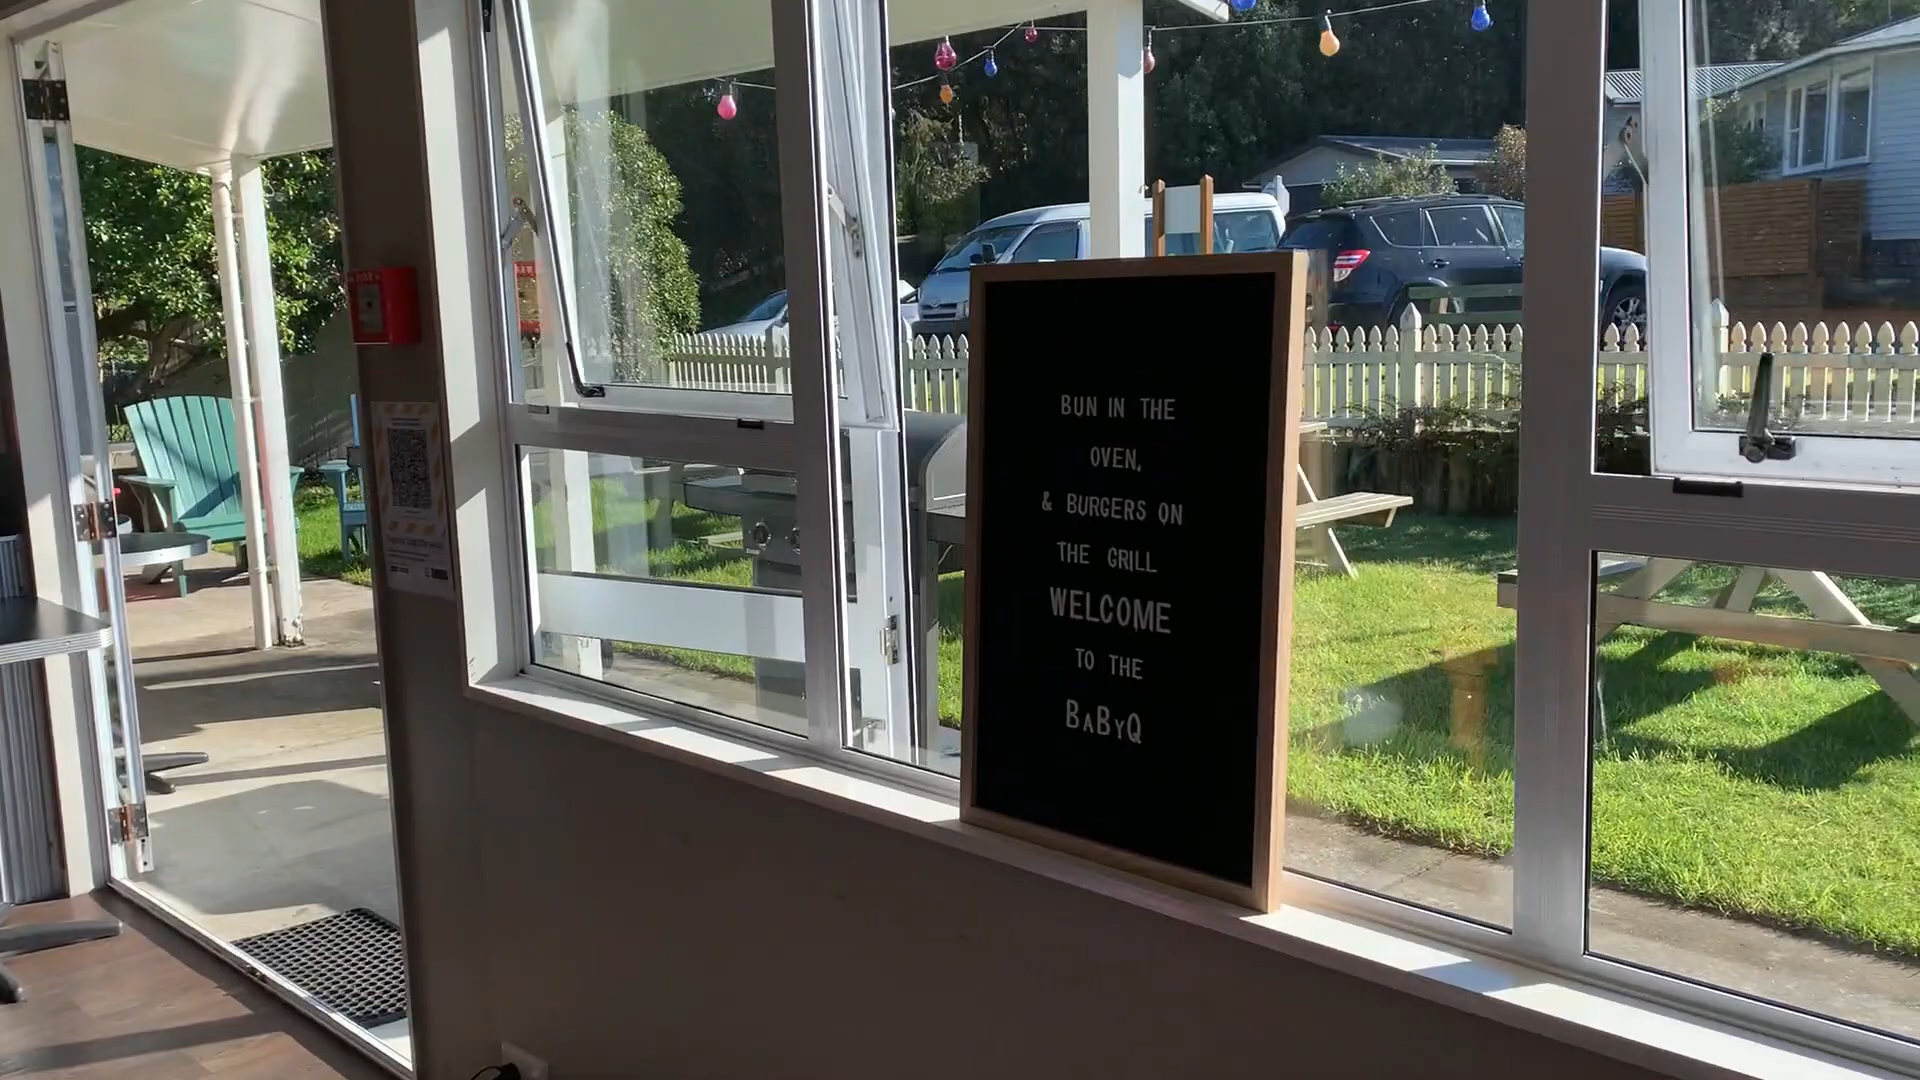 BUN IN THE
OVEN,
& BURGERS ON
THE GRILL
WELCOME
TO THE
BABYQ